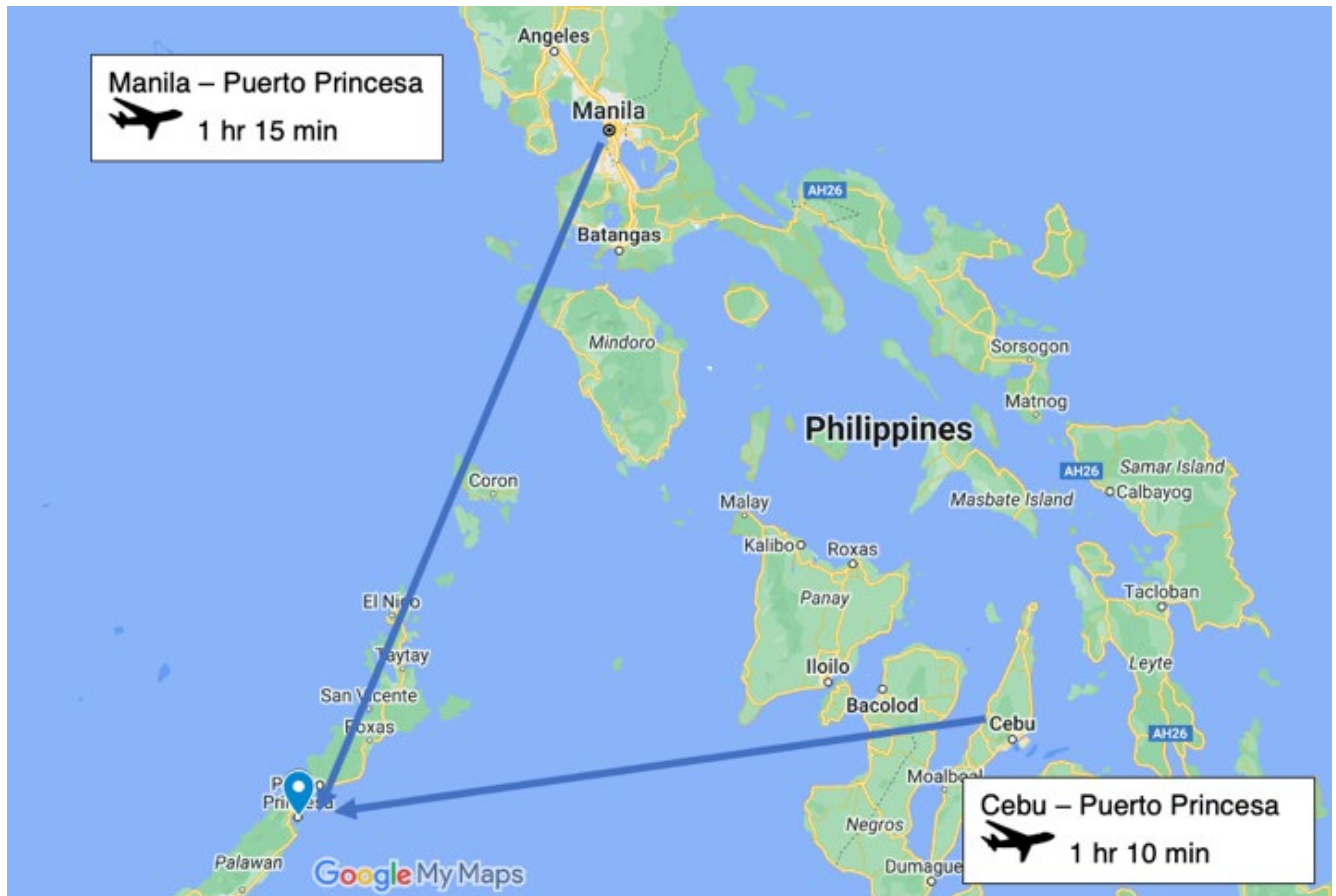 Angeles
Manila – Puerto Princesa
1 hr 15 min
Manila
AH26
Batangas
Mindoro
Sorsogon
Matnog
Philippines
AH26
Samar Island
Coron
Calbayog
Masbate Island
Malay
Kalibo
Roxas
Tacloban
El Nido
Panay
Taytay
Leyte
Iloilo
San Vicente
Bacolod
Roxas
Cebu
AH26
Moalboal
Princesa
Cebu – Puerto Princesa
1 hr 10 min
Negros
Palawan
Google My Maps